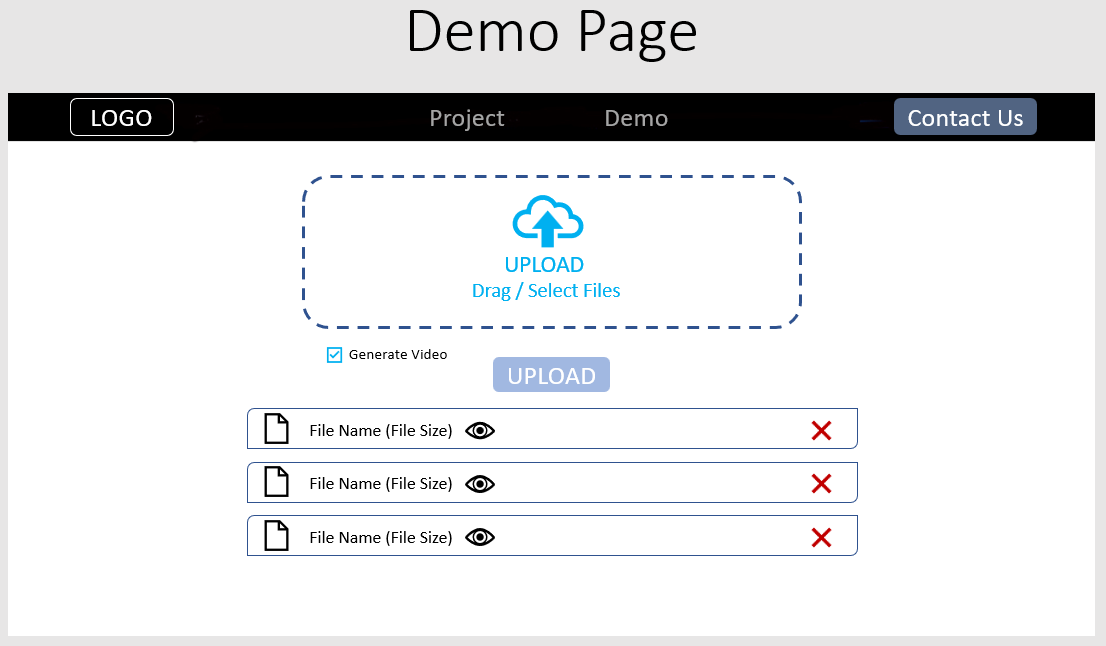 Demo Page
LOGO Project Demo Contact Us
UPLOAD
Drag / Select Files
Generate Video
UPLOAD
File Name (File Size)
File Name (File Size)
File Name (File Size)